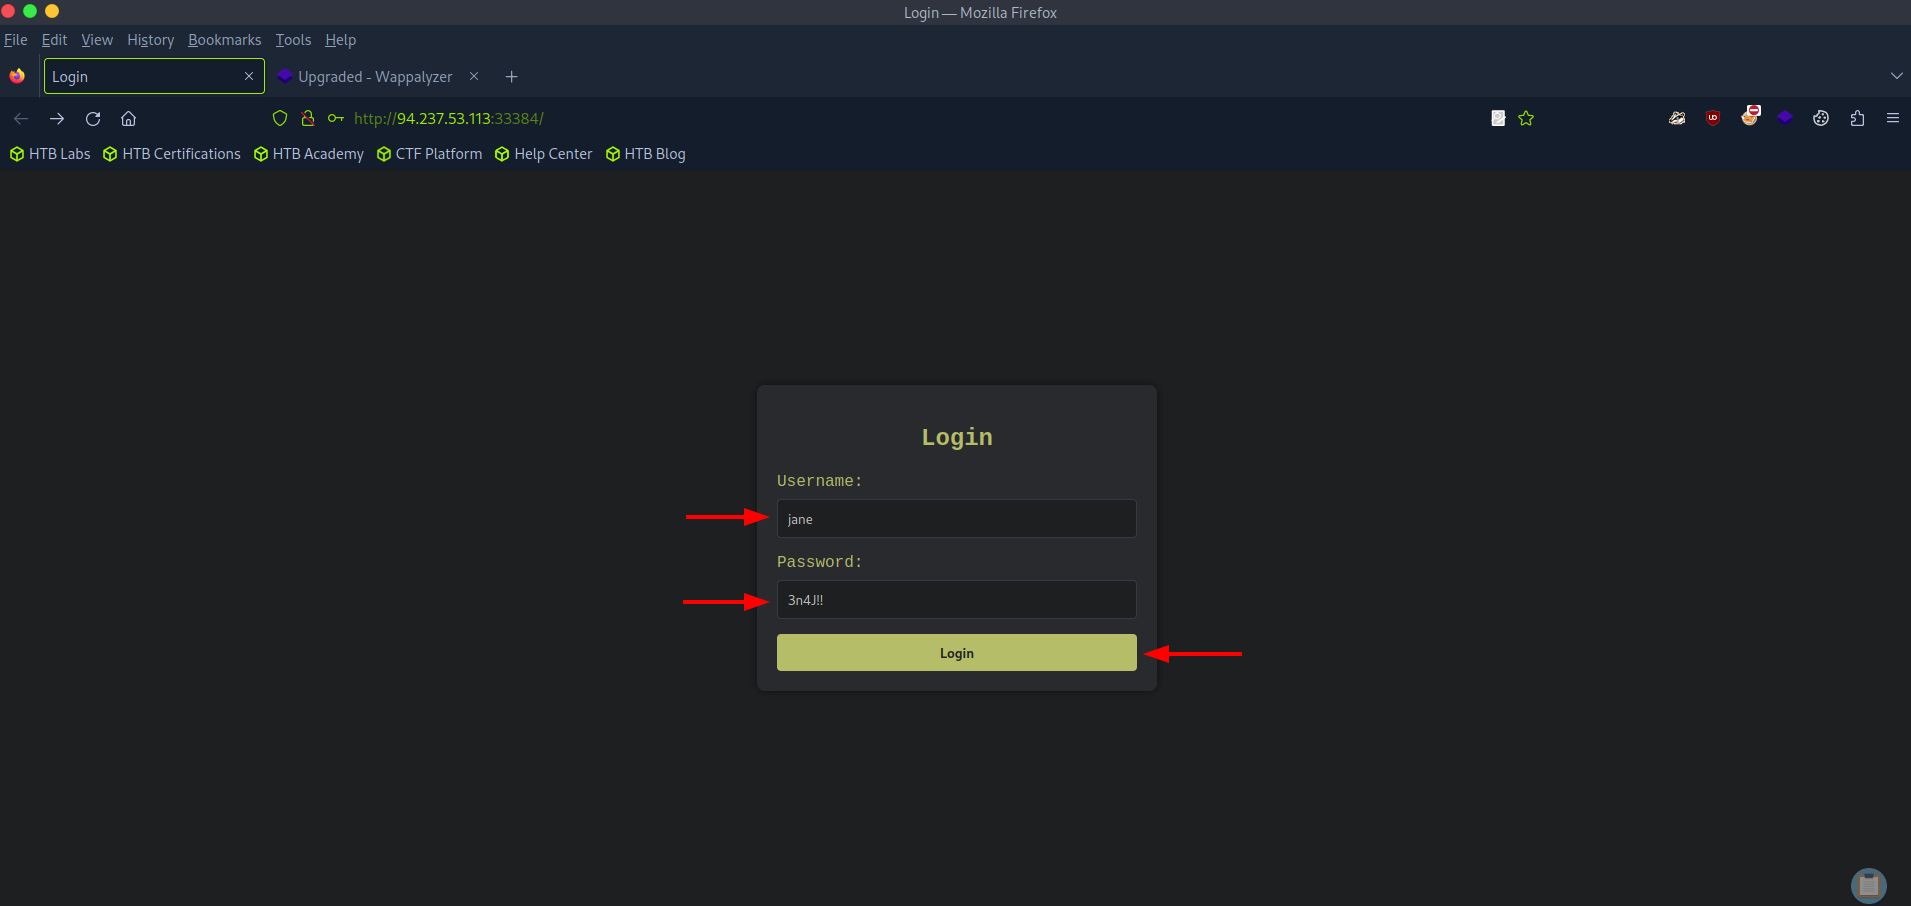 Login — Mozilla Firefox
File Edit View History Bookmarks Tools Help
Login Upgraded - Wappalyzer
http://94.237.53.113:33384/
HTB Labs HTB Certifications HTB Academy CTF Platform Help Center HTB Blog
Login
Username:
jane
Password:
3n4J!!
Login